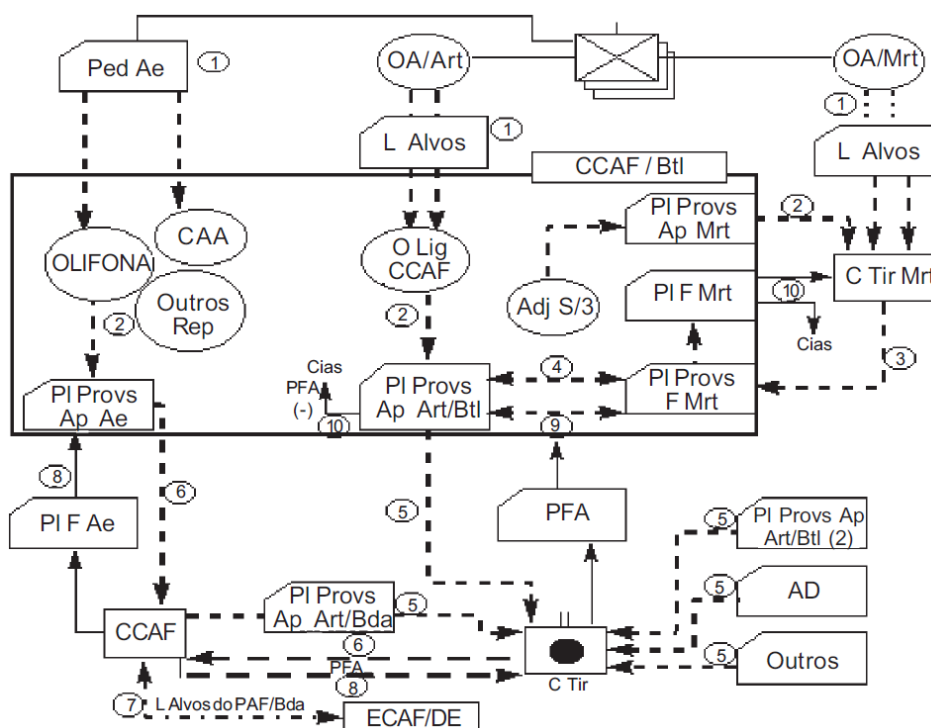 Ped Ae
1
OA/Art
OA/Mrt
1
1
L Alvos
L Alvos
CCAF / Btl
OLIFONA
CAA
Outros
Rep
2
O Lig
CCAF
2
Pl Provs
Ap Mrt
2
Adj S/3
Pl F Mrt
10
C Tir Mrt
Cias
3
Pl Provs
Ap Ae
Cias
PFA
(-)
10
Pl Provs
Ap Art/Btl
4
9
Pl Provs
F Mrt
8
6
Pl F Ae
5
PFA
5
Pl Provs Ap
Art/Btl (2)
5
AD
5
Outros
CCAF
Pl Provs
Ap Art/Bda
5
6
PFA
8
C Tir
7
L Alvos do PAF/Bda
ECAF/DE